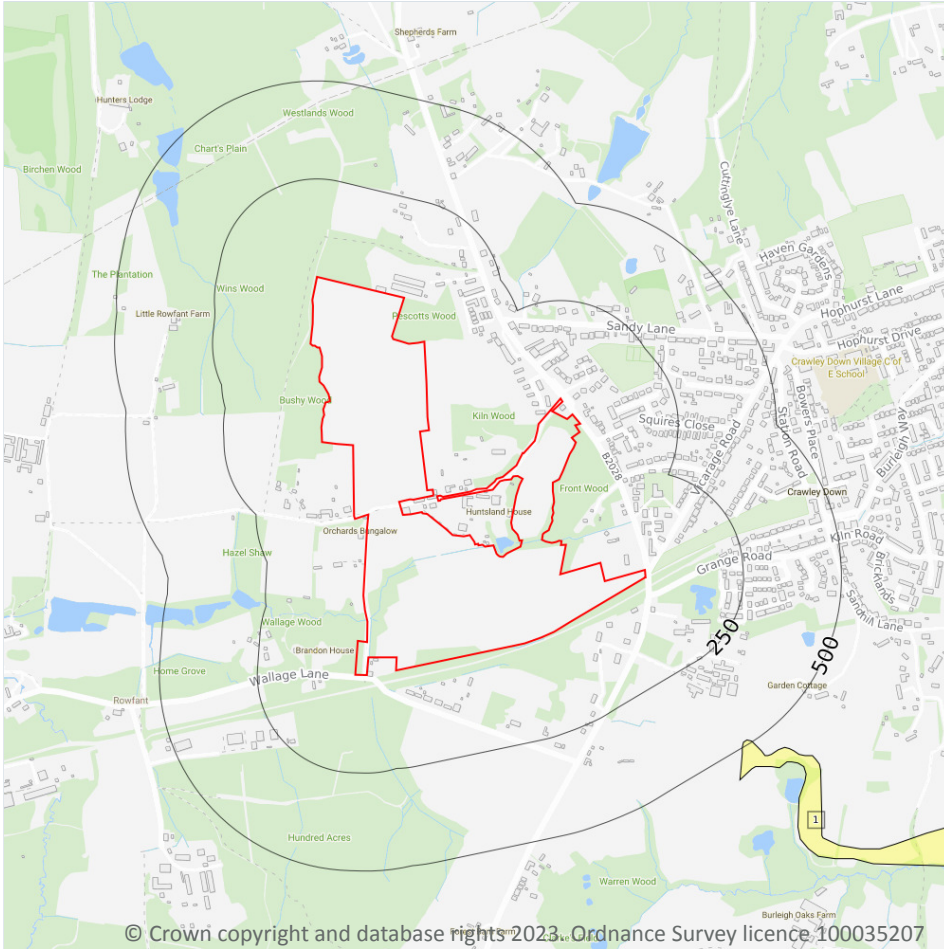 Shepherds Farm
Hunters Lodge
Westlands Wood
Chart's Plain
Birchen Wood
Cuttinglye Lane
Haven Gardens
The Plantation
Wins Wood
B2028
Hophurst Lane
Little Rowfant Farm
Pescotts Wood
Sandy Lane
Hophurst Drive
Crawley Down Village C of
E School
Bushy Wood
Kiln Wood
Squires Close
Bowers Place
Station Road
Burleigh Way
Vicarage Road
B2028
Front Wood
Crawley Down
Huntsland House
Orchards Bungalow
Kiln Road
Hazel Shaw
Grange Road
Bricklands
Sandhill Lane
Wallage Wood
Brandon House
250
500
Home Grove
Wallage Lane
Garden Cottage
Rowfant
1
Hundred Acres
Warren Wood
Burleigh Oaks Farm
© Crown copyright and database rights 2023. Ordnance Survey licence 100035207